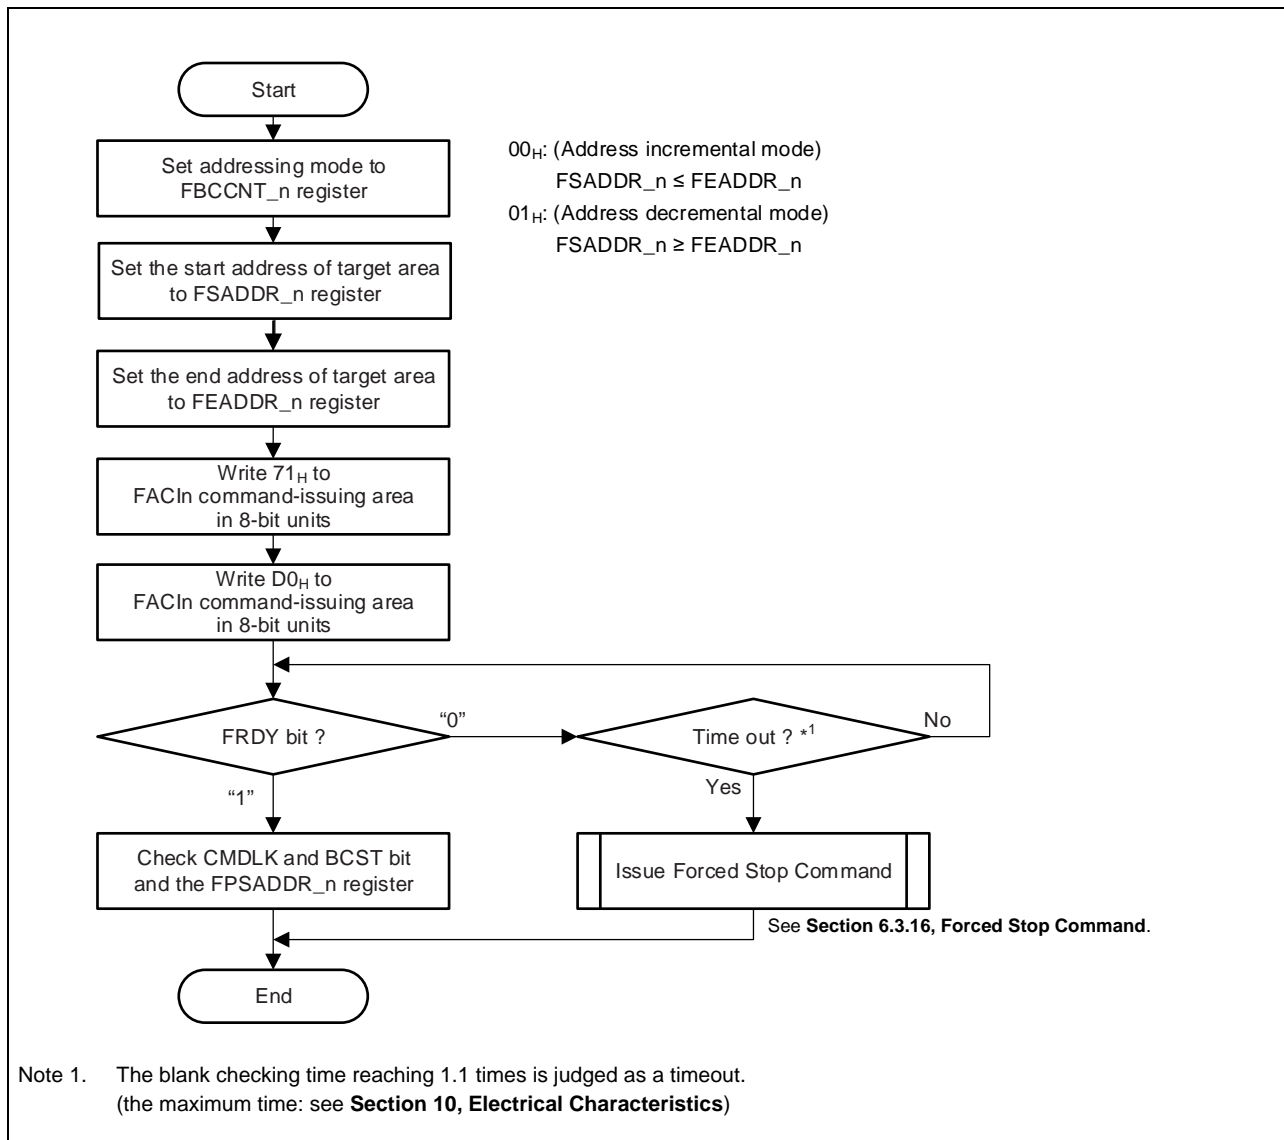 Start
Set addressing mode to
FBCCNT_n register
00H: (Address incremental mode)
FSADDR_n ≤ FEADDR_n
01H: (Address decremental mode)
FSADDR_n ≥ FEADDR_n
Set the start address of target area
to FSADDR_n register
Set the end address of target area
to FEADDR_n register
Write 71H to
FACIn command-issuing area
in 8-bit units
Write D0H to
FACIn command-issuing area
in 8-bit units
FRDY bit ?
“0”
Time out ? *1
No
“1”
Yes
Check CMDLK and BCST bit
and the FPSADDR_n register
Issue Forced Stop Command
See Section 6.3.16, Forced Stop Command.
End
Note 1. The blank checking time reaching 1.1 times is judged as a timeout.
(the maximum time: see Section 10, Electrical Characteristics)